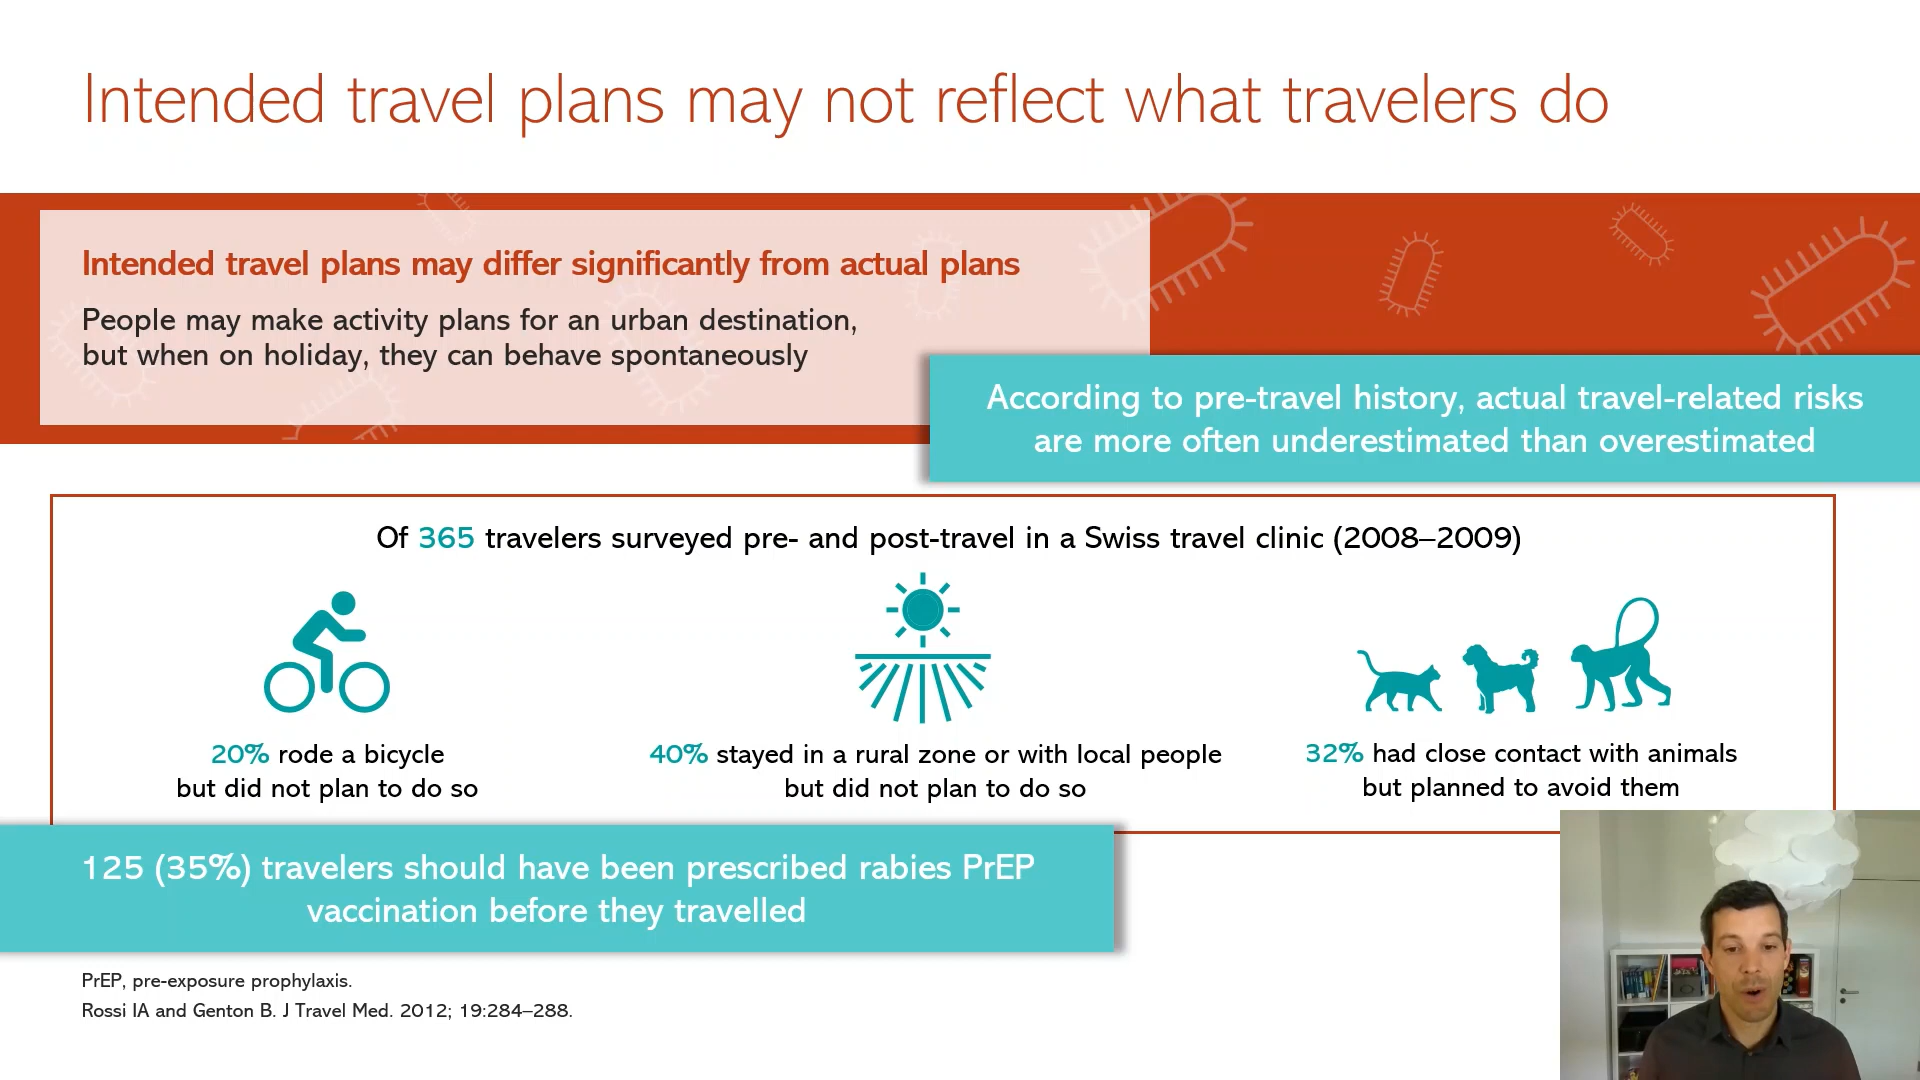 Intended travel plans may not reflect what travelers do
Intended travel plans may differ significantly from actual plans
People may make activity plans for an urban destination,
but when on holiday, they can behave spontaneously
According to pre-travel history, actual travel-related risks
are more often underestimated than overestimated
Of 365 travelers surveyed pre- and post-travel in a Swiss travel clinic (2008–2009)
20% rode a bicycle
but did not plan to do so
40% stayed in a rural zone or with local people
but did not plan to do so
32% had close contact with animals
but planned to avoid them
125 (35%) travelers should have been prescribed rabies PrEP
vaccination before they travelled
PrEP, pre-exposure prophylaxis.
Rossi IA and Genton B. J Travel Med. 2012; 19:284–288.